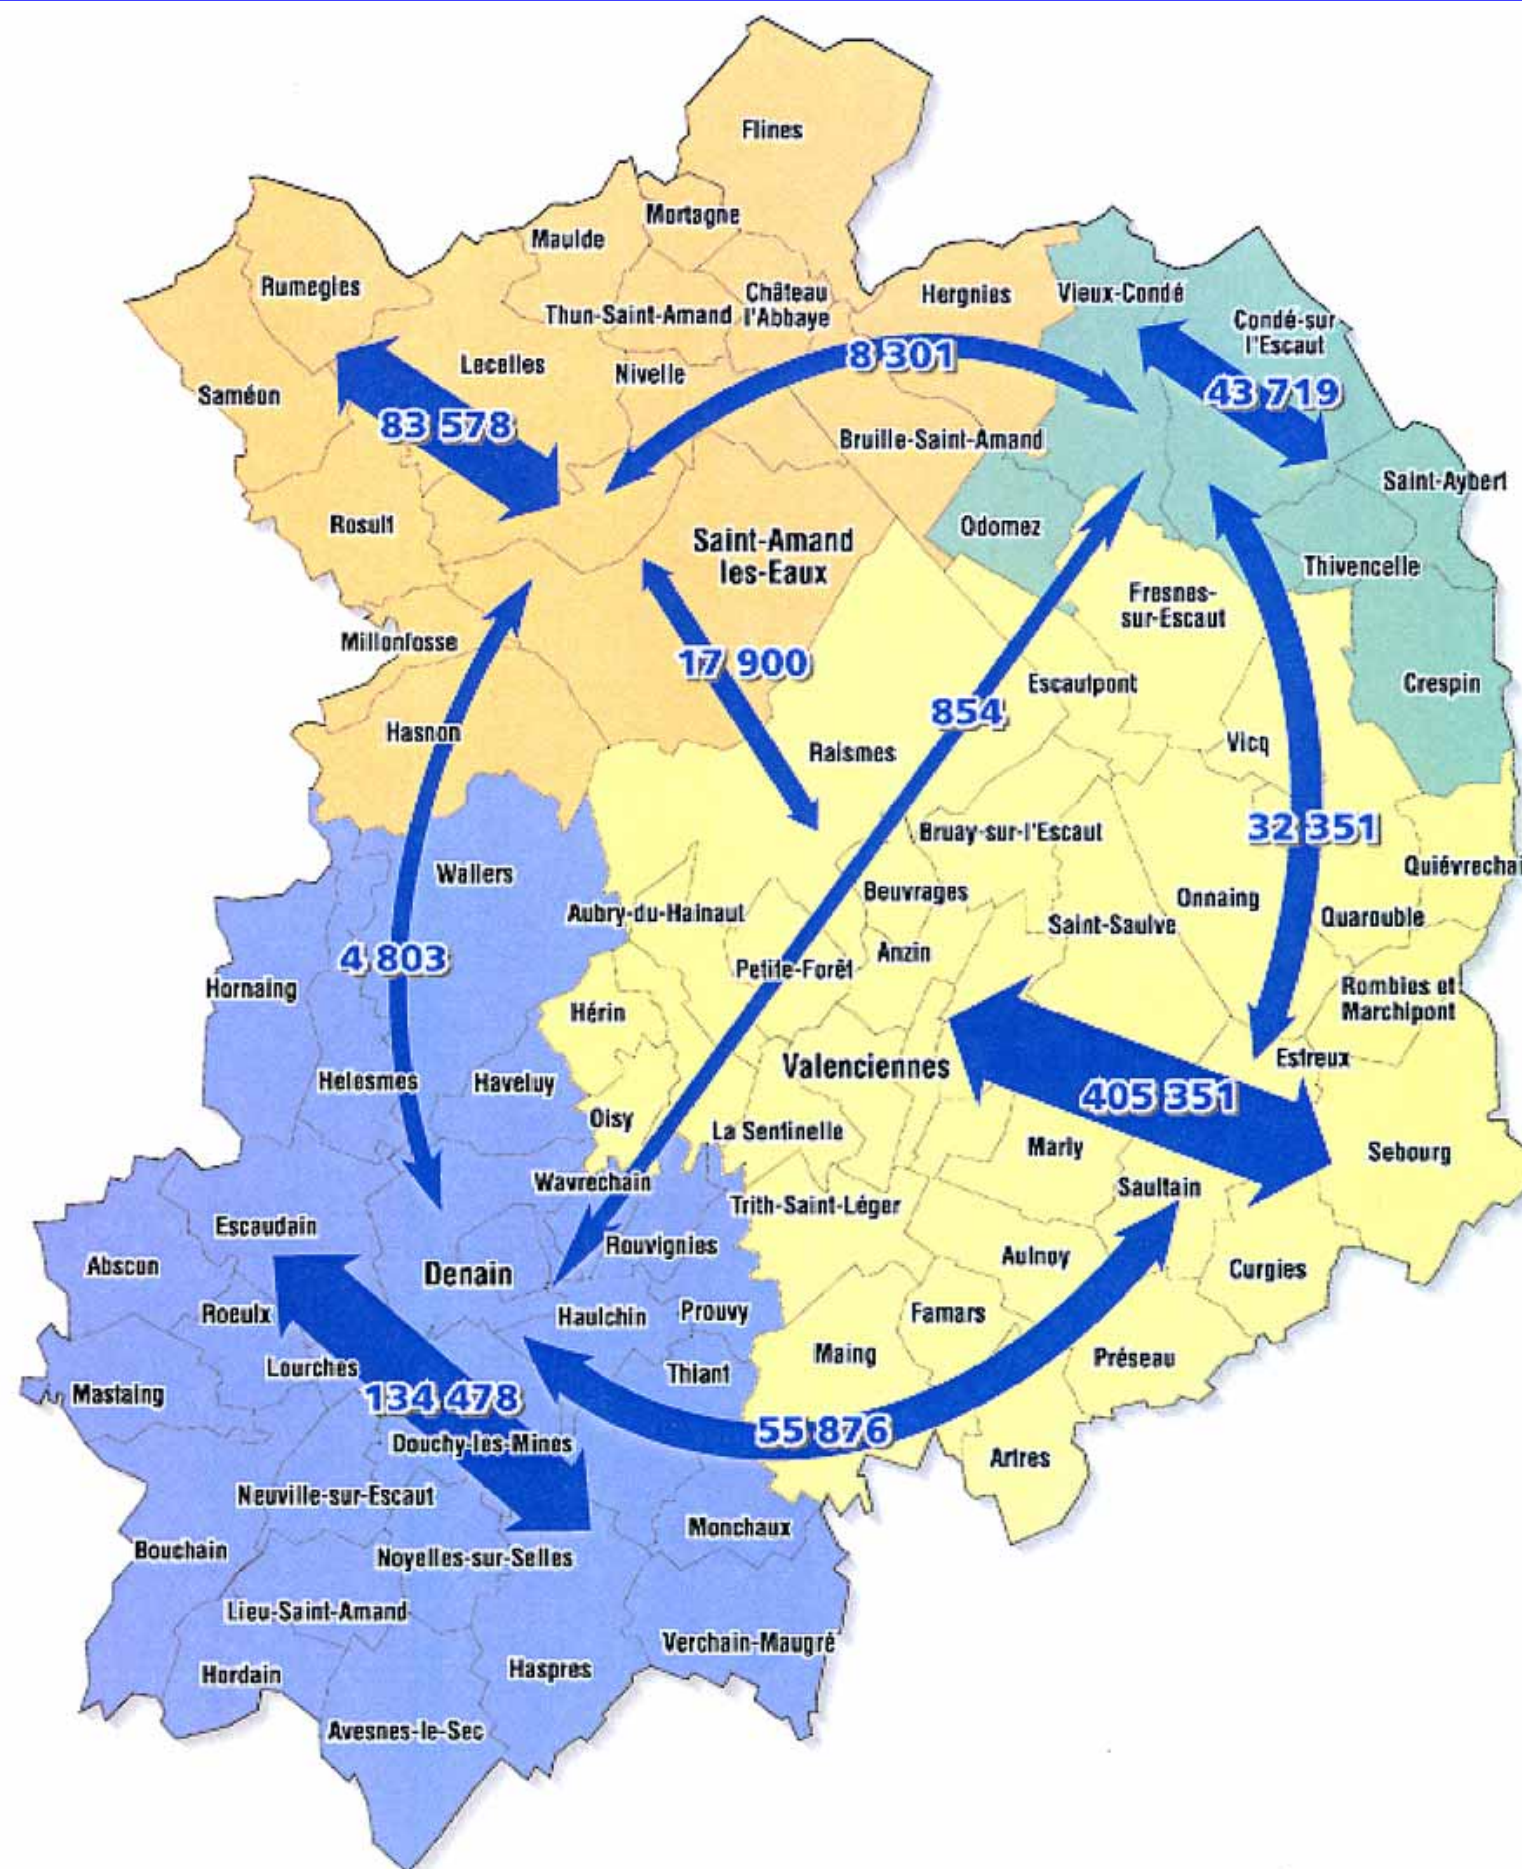 Flines
Mortagne
Maulde
Rumegies
Château
l'Abbaye
Hergnies
Vieux-Condé
Thun-Saint-Amand
Condé-sur
l'Escaut
8 301
Lecelles
Nivelle
Saméon
43 719
83 578
Bruille-Saint-Amand
Saint-Aybert
Rosult
Odomez
Saint-Amand
les-Eaux
Thivencelle
Fresnes-
sur-Escaut
Millonfosse
17 900
Escautpont
Crespin
854
Hasnon
Raismes
Vicq
Bruay-sur-l'Escaut
32 351
Quiévrechai
Wallers
Beuvrages
Onnaing
Aubry-du-Hainaut
Quarouble
Saint-Saulve
Anzin
4 803
Petite-Forêt
Hornaing
Rombies et
Marchipont
Hérin
Valenciennes
Estreux
Helesmes
Haveluy
405 351
Oisy
La Sentinelle
Marly
Sebourg
Wavrechain
Saultain
Trith-Saint-Léger
Escaudain
Rouvignies
Aulnoy
Abscon
Denain
Curgies
Roeulx
Haulchin
Prouvy
Famars
Maing
Préseau
Lourches
Thiant
Mastaing
134 478
55 876
Douchy-les-Mines
Artres
Neuville-sur-Escaut
Monchaux
Bouchain
Noyelles-sur-Selles
Lieu-Saint-Amand
Verchain-Maugré
Hordain
Haspres
Avesnes-le-Sec